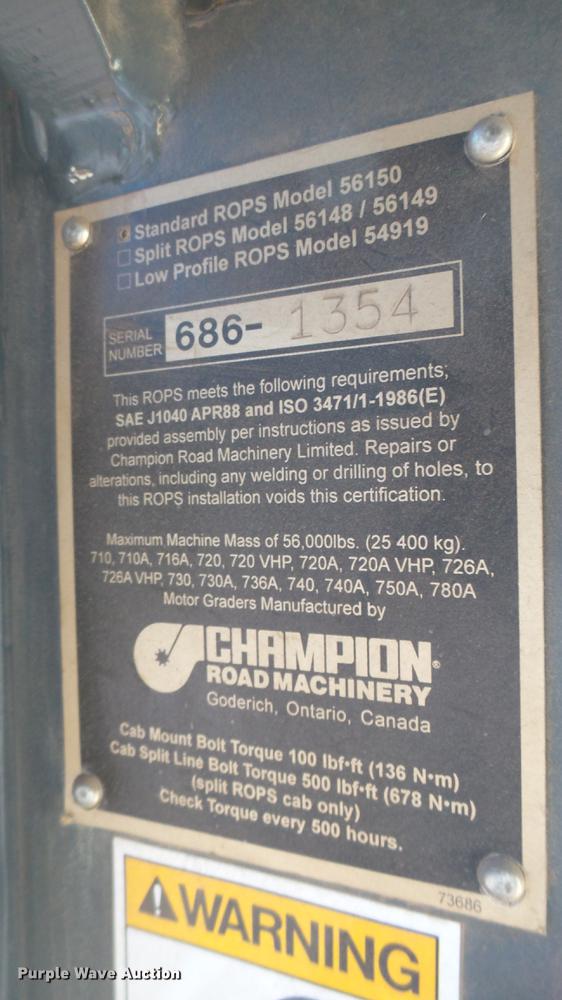 Standard ROPS Model 56150
Split ROPS Model 56148 / 56149
Low Profile ROPS Model 54919
SERIAL NUMBER 686- 1354
This ROPS meets the following requirements;
SAE J1040 APR88 and ISO 3471/1-1986(E)
provided assembly per instructions as issued by
Champion Road Machinery Limited. Repairs or
alterations, including any welding or drilling of holes, to
this ROPS installation voids this certification.
Maximum Machine Mass of 56,000lbs. (25 400 kg).
710, 710A, 716A, 720, 720 VHP, 720A, 720A VHP, 726A,
726A VHP, 730, 730A, 736A, 740, 740A, 750A, 780A
Motor Graders Manufactured by
CHAMPION®
ROAD MACHINERY
Goderich, Ontario, Canada
Cab Mount Bolt Torque 100 lbf•ft (136 N•m)
Cab Split Line Bolt Torque 500 lbf•ft (678 N•m)
(split ROPS cab only)
Check Torque every 500 hours.
73686
WARNING
Purple Wave Auction